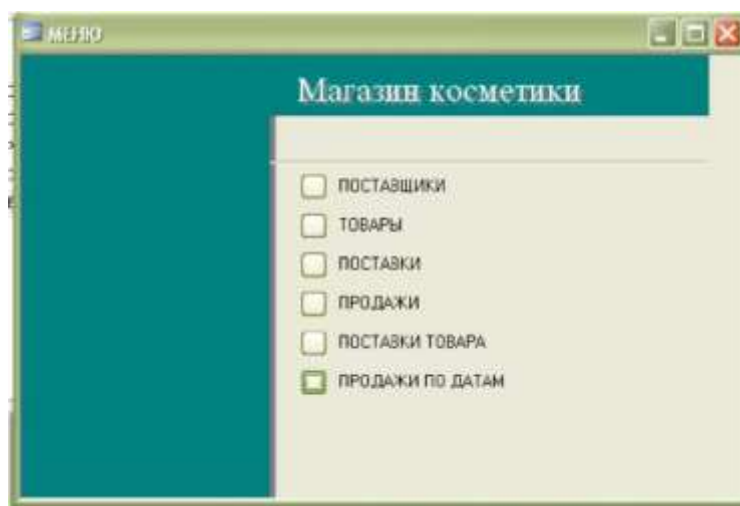 МЕНЮ
Магазин косметики
ПОСТАВЩИКИ
ТОВАРЫ
ПОСТАВКИ
ПРОДАЖИ
ПОСТАВКИ ТОВАРА
ПРОДАЖИ ПО ДАТАМ